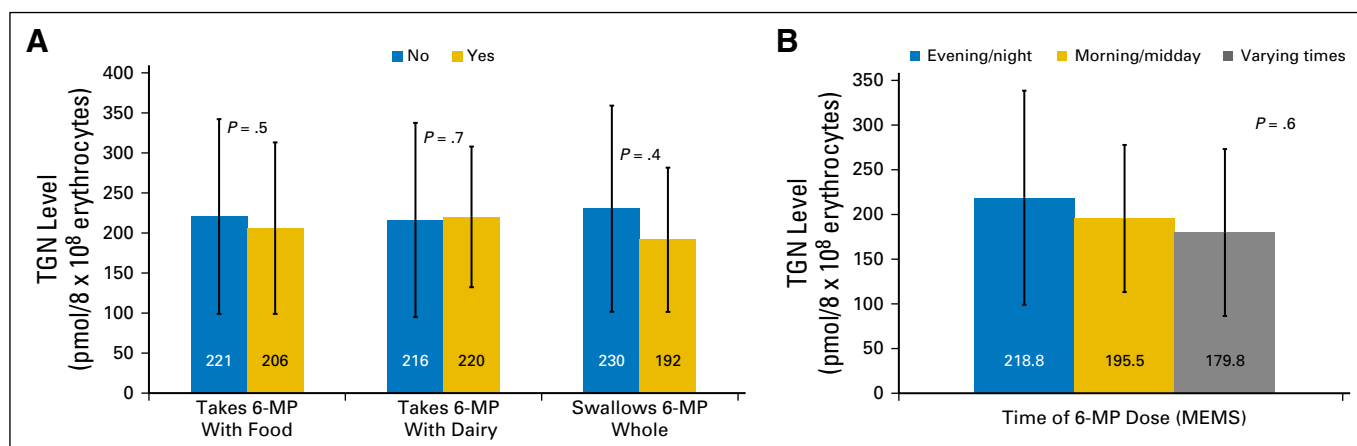 A
No Yes
TGN Level
(pmol/8 x 10⁸ erythrocytes)
400
350
300
250
200
150
100
50
0
P = .5
P = .7
P = .4
221 206 216 220 230 192
Takes 6-MP
With Food
Takes 6-MP
With Dairy
Swallows 6-MP
Whole
B
Evening/night Morning/midday Varying times
TGN Level
(pmol/8 x 10⁸ erythrocytes)
350
300
250
200
150
100
50
0
P = .6
218.8 195.5 179.8
Time of 6-MP Dose (MEMS)